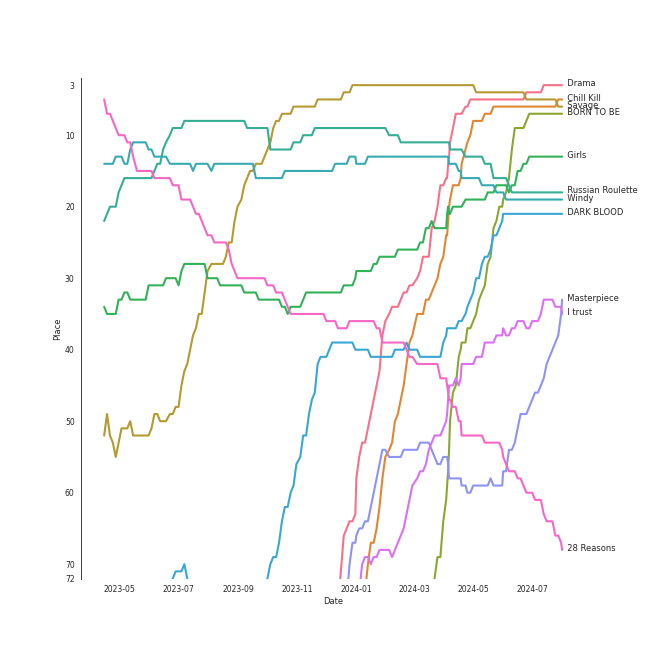 3
10
20
30
40
50
60
70
72
Place
2023-05
2023-07
2023-09
2023-11
2024-01
2024-03
2024-05
2024-07
Date
Drama
Chill Kill
Savage
BORN TO BE
Girls
Russian Roulette
Windy
DARK BLOOD
Masterpiece
I trust
28 Reasons